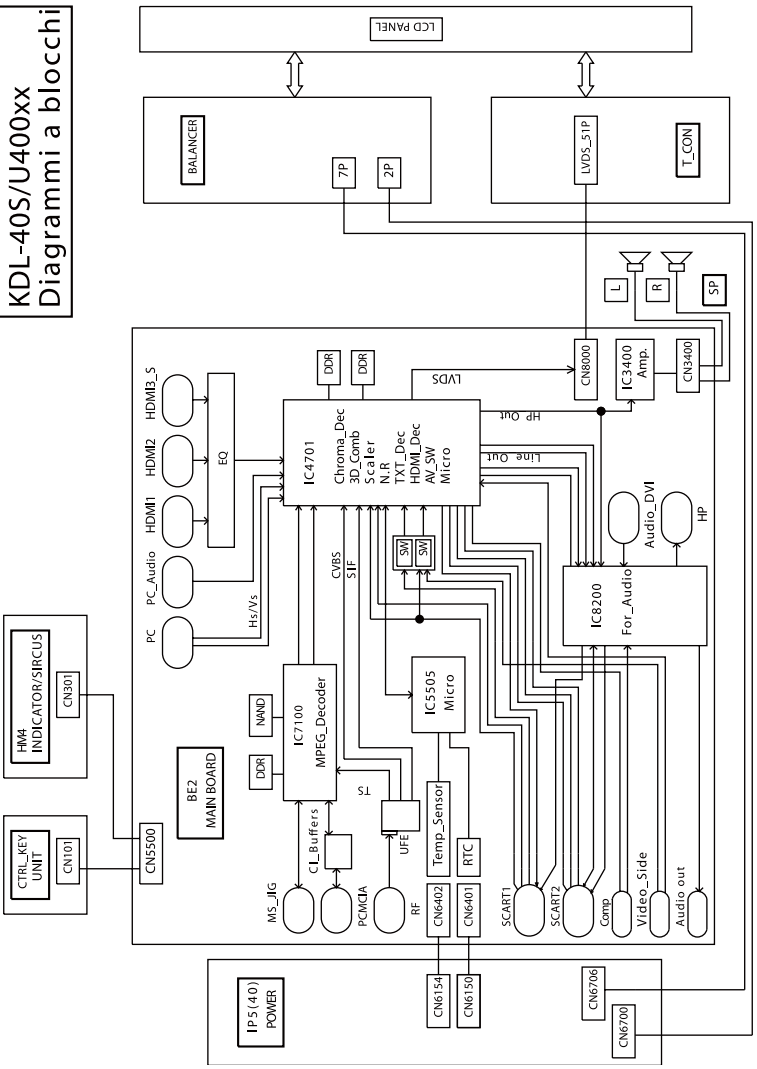 KDL-40S/U400xx
Diagrammi a blocchi
LCD PANEL
BALANCER
7P
2P
LVDS_51P
T_CON
L
R
SP
HDMI3_S
HDMI2
HDMI1
PC_Audio
PC
EQ
Hs/Vs
DDR
DDR
IC4701
Chroma_Dec
3D_Comb
Scaler
N.R
TXT_Dec
HDMI_Dec
AV_SW
Micro
LVDS
CN8000
IC3400
Amp.
CN3400
HP Out
Line Out
CVBS
SIF
SW
SW
Audio_DVI
HP
IC8200
For_Audio
HM4
INDICATOR/SIRCUS
CN301
CTRL_KEY
UNIT
CN101
CN5500
BE2
MAIN BOARD
NAND
DDR
IC7100
MPEG_Decoder
TS
CI_Buffers
UFE
MS_JIG
PCMCIA
RF
IC5505
Micro
Temp_Sensor
RTC
CN6402
CN6401
SCART1
SCART2
Comp
Video_Side
Audio out
IP5(40)
POWER
CN6154
CN6150
CN6706
CN6700